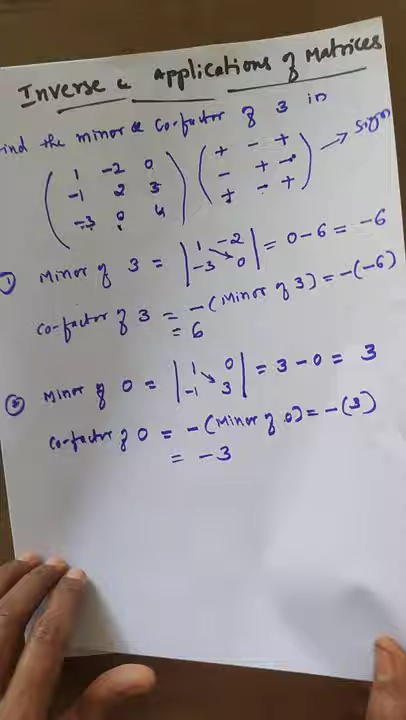 Inverse & Applications of Matrices
ind the minor & Co-factor of 3 in
( 1 -2 0 ) ( + - + )
( -1 2 3 ) ( - + - ) → Sign
( -3 0 4 ) ( + - + )
① Minor of 3 = | 1 -2 | = 0-6 = -6
| -3 0 |
Co-factor of 3 = -(Minor of 3) = -(-6)
= 6
② Minor of 0 = | 1 0 | = 3-0 = 3
| -1 3 |
Co-factor of 0 = -(Minor of 0) = -(3)
= -3